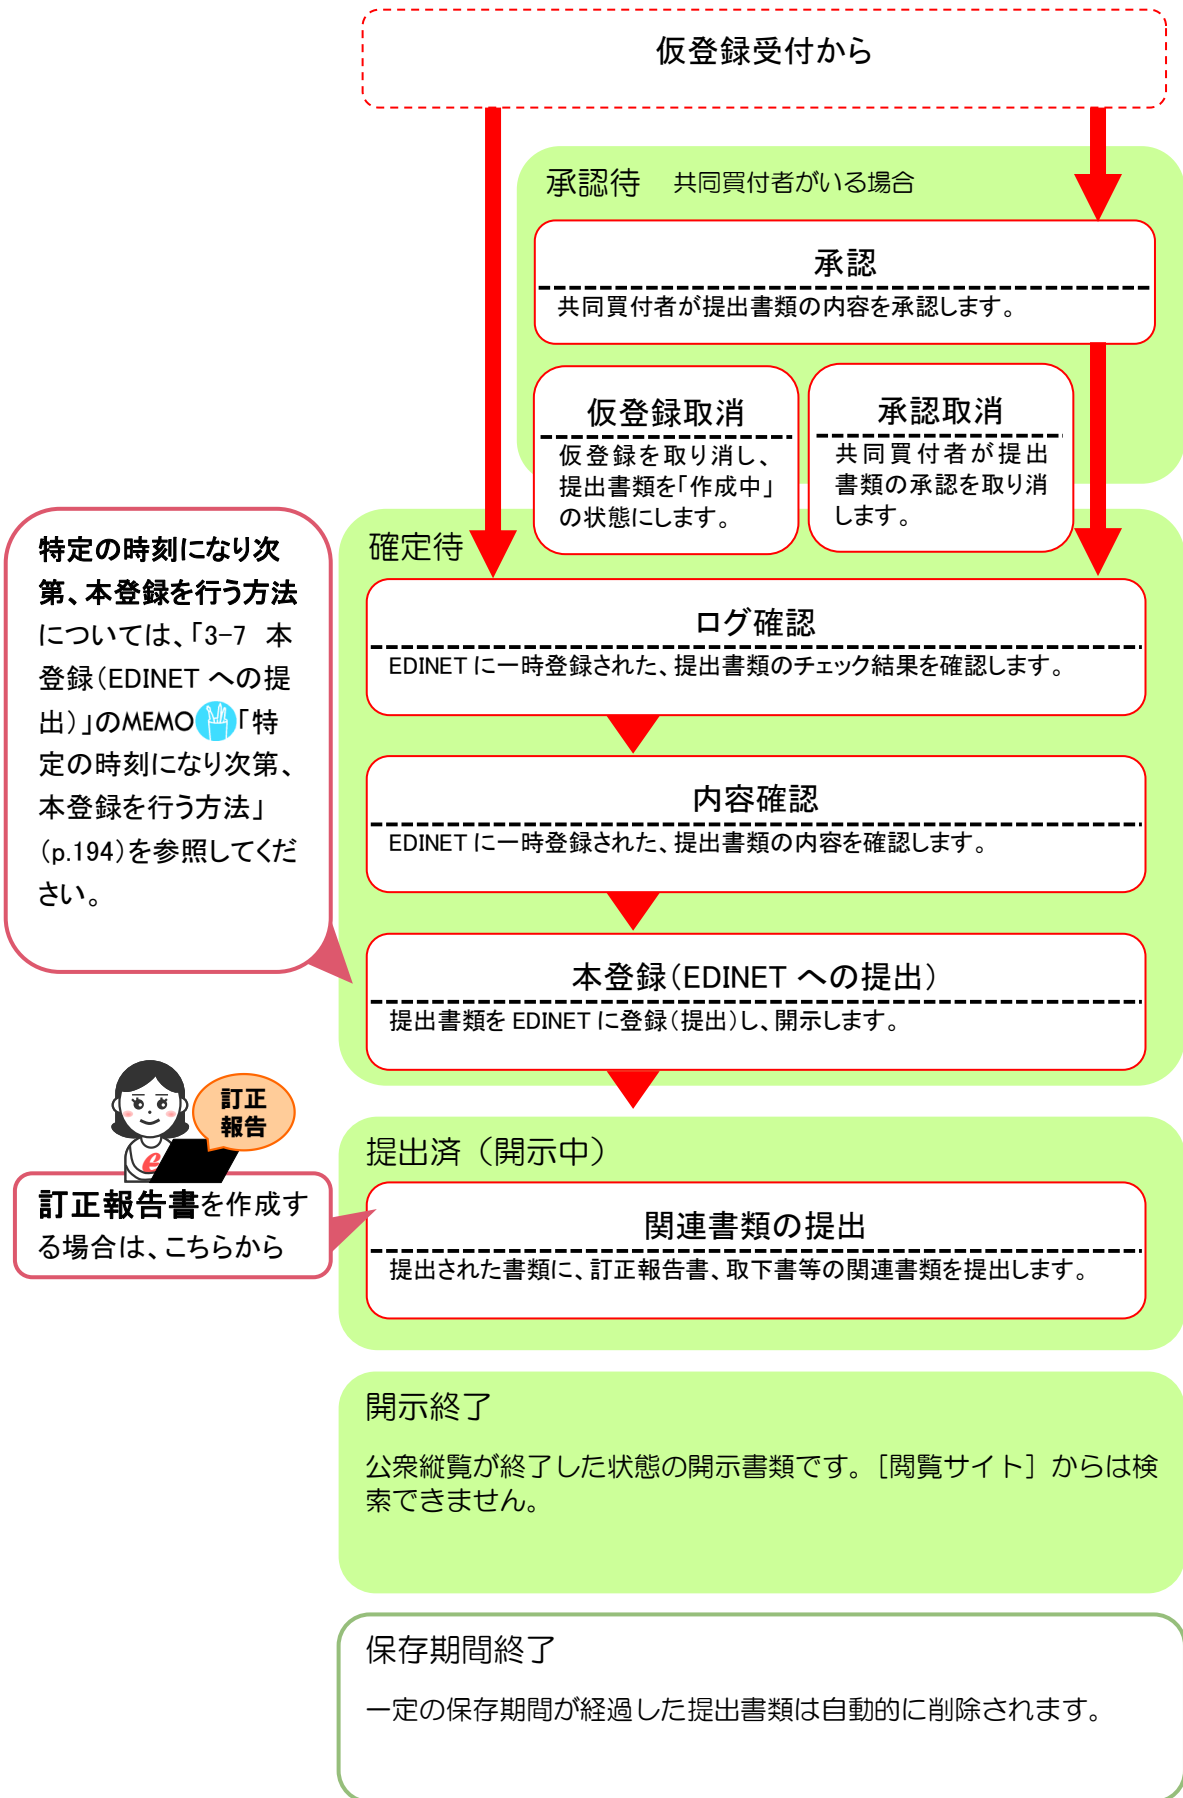 仮登録受付から
承認待　共同買付者がいる場合
承認
共同買付者が提出書類の内容を承認します。
仮登録取消
仮登録を取り消し、
提出書類を「作成中」
の状態にします。
承認取消
共同買付者が提出
書類の承認を取り消
します。
確定待
ログ確認
EDINET に一時登録された、提出書類のチェック結果を確認します。
内容確認
EDINET に一時登録された、提出書類の内容を確認します。
本登録（EDINET への提出）
提出書類を EDINET に登録（提出）し、開示します。
特定の時刻になり次
第、本登録を行う方法
については、「3-7 本
登録（EDINET への提
出）」のMEMO「特
定の時刻になり次第、
本登録を行う方法」
（p.194）を参照してくだ
さい。
訂正
報告
e
訂正報告書を作成す
る場合は、こちらから
提出済（開示中）
関連書類の提出
提出された書類に、訂正報告書、取下書等の関連書類を提出します。
開示終了
公衆縦覧が終了した状態の開示書類です。［閲覧サイト］からは検
索できません。
保存期間終了
一定の保存期間が経過した提出書類は自動的に削除されます。